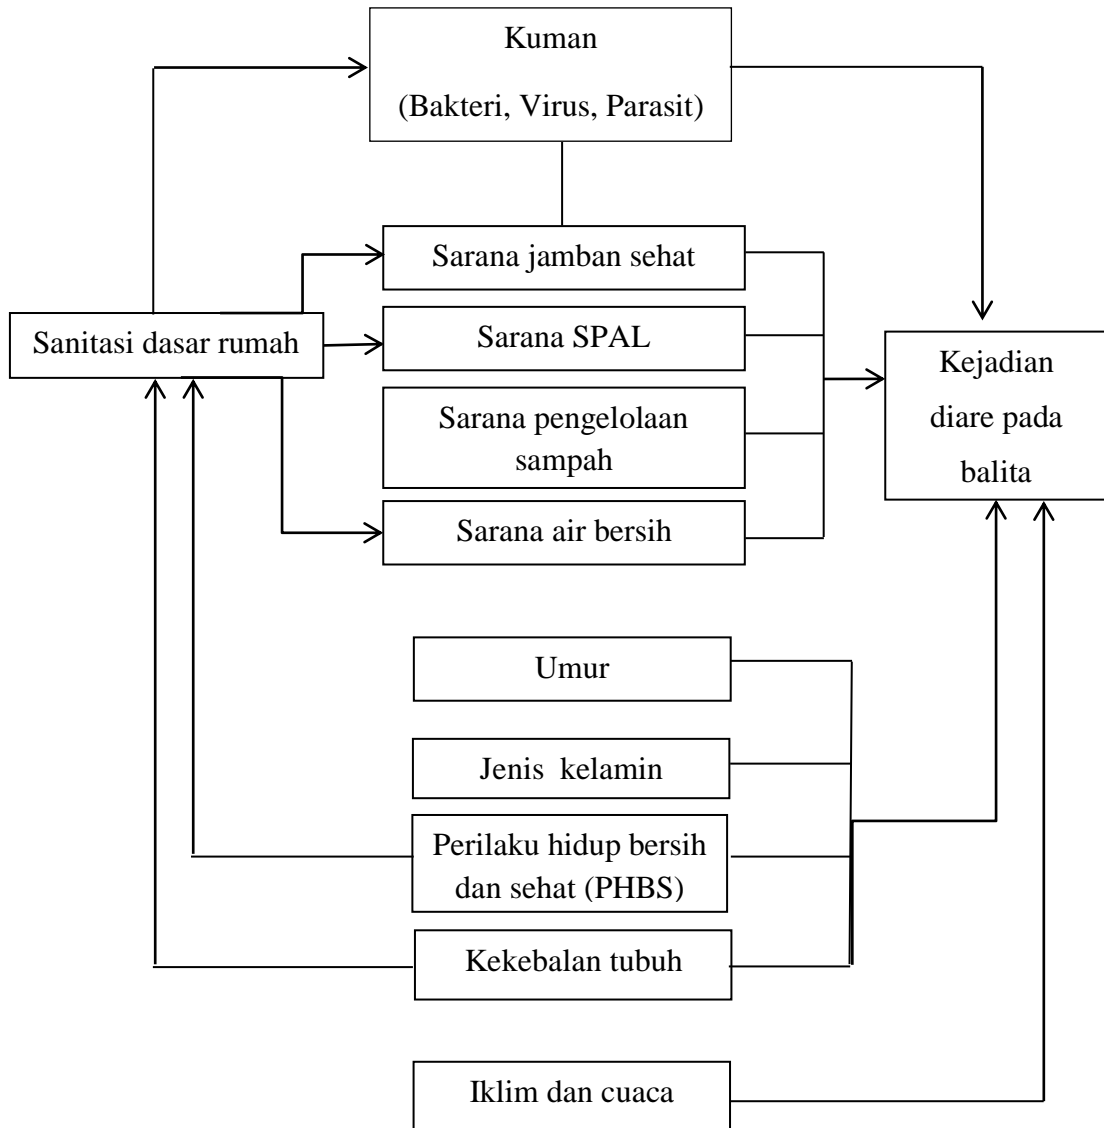 Kuman
(Bakteri, Virus, Parasit)
Sarana jamban sehat
Sanitasi dasar rumah
Sarana SPAL
Kejadian
diare pada
balita
Sarana pengelolaan
sampah
Sarana air bersih
Umur
Jenis kelamin
Perilaku hidup bersih
dan sehat (PHBS)
Kekebalan tubuh
Iklim dan cuaca